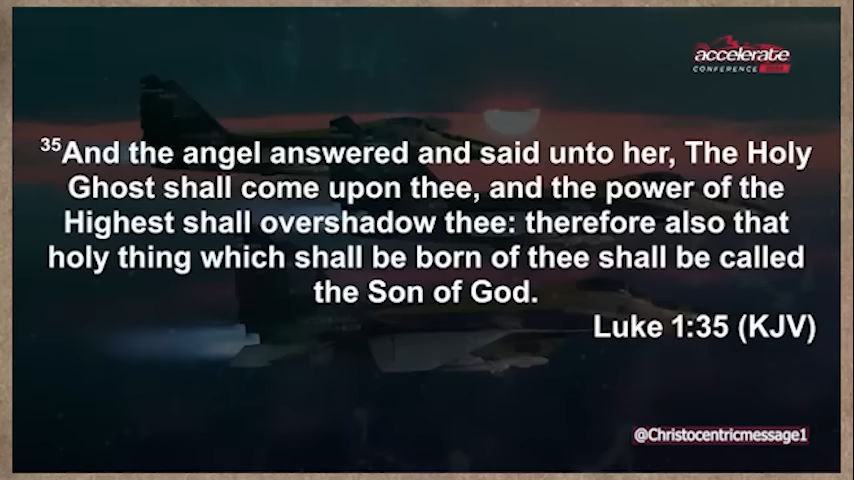 accelerate
CONFERENCE
35And the angel answered and said unto her, The Holy
Ghost shall come upon thee, and the power of the
Highest shall overshadow thee: therefore also that
holy thing which shall be born of thee shall be called
the Son of God.
Luke 1:35 (KJV)
@Christocentricmessage1